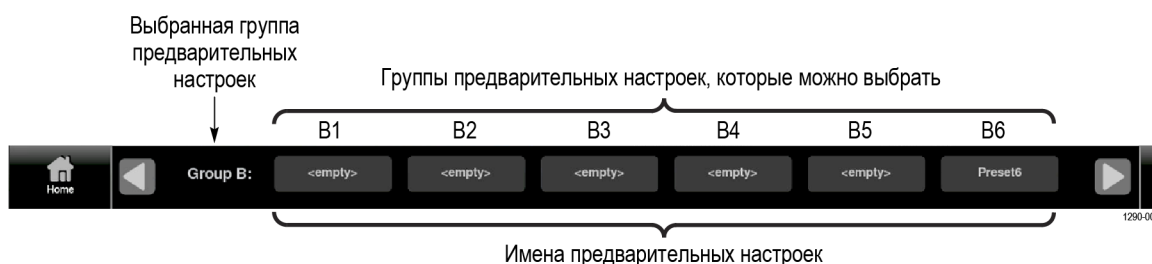 Выбранная группа
предварительных
настроек
Группы предварительных настроек, которые можно выбрать
B1 B2 B3 B4 B5 B6
Home Group B: <empty> <empty> <empty> <empty> <empty> Preset6
Имена предварительных настроек